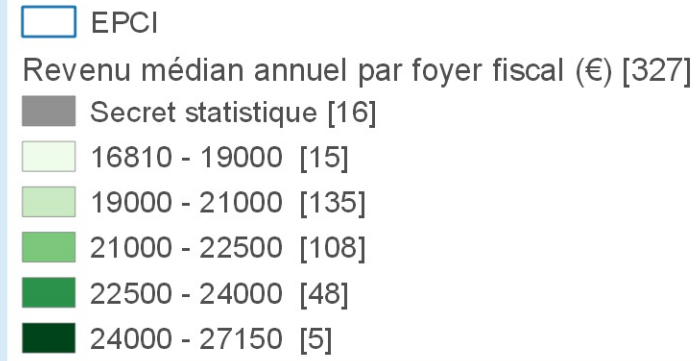 EPCI
Revenu médian annuel par foyer fiscal (€) [327]
Secret statistique [16]
16810 - 19000 [15]
19000 - 21000 [135]
21000 - 22500 [108]
22500 - 24000 [48]
24000 - 27150 [5]